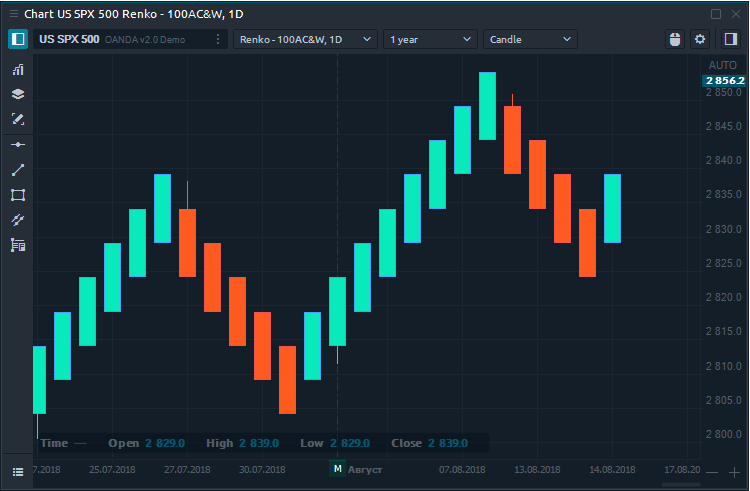 Chart US SPX 500 Renko - 100AC&W, 1D
US SPX 500 OANDA v2.0 Demo Renko - 100AC&W, 1D 1 year Candle
AUTO
2 856.2
2 850.0
2 845.0
2 840.0
2 835.0
2 830.0
2 825.0
2 820.0
2 815.0
2 810.0
2 805.0
2 800.0
Time — Open 2 829.0 High 2 839.0 Low 2 829.0 Close 2 839.0
7.2018 25.07.2018 27.07.2018 30.07.2018 М Август 07.08.2018 13.08.2018 14.08.2018 17.08.20